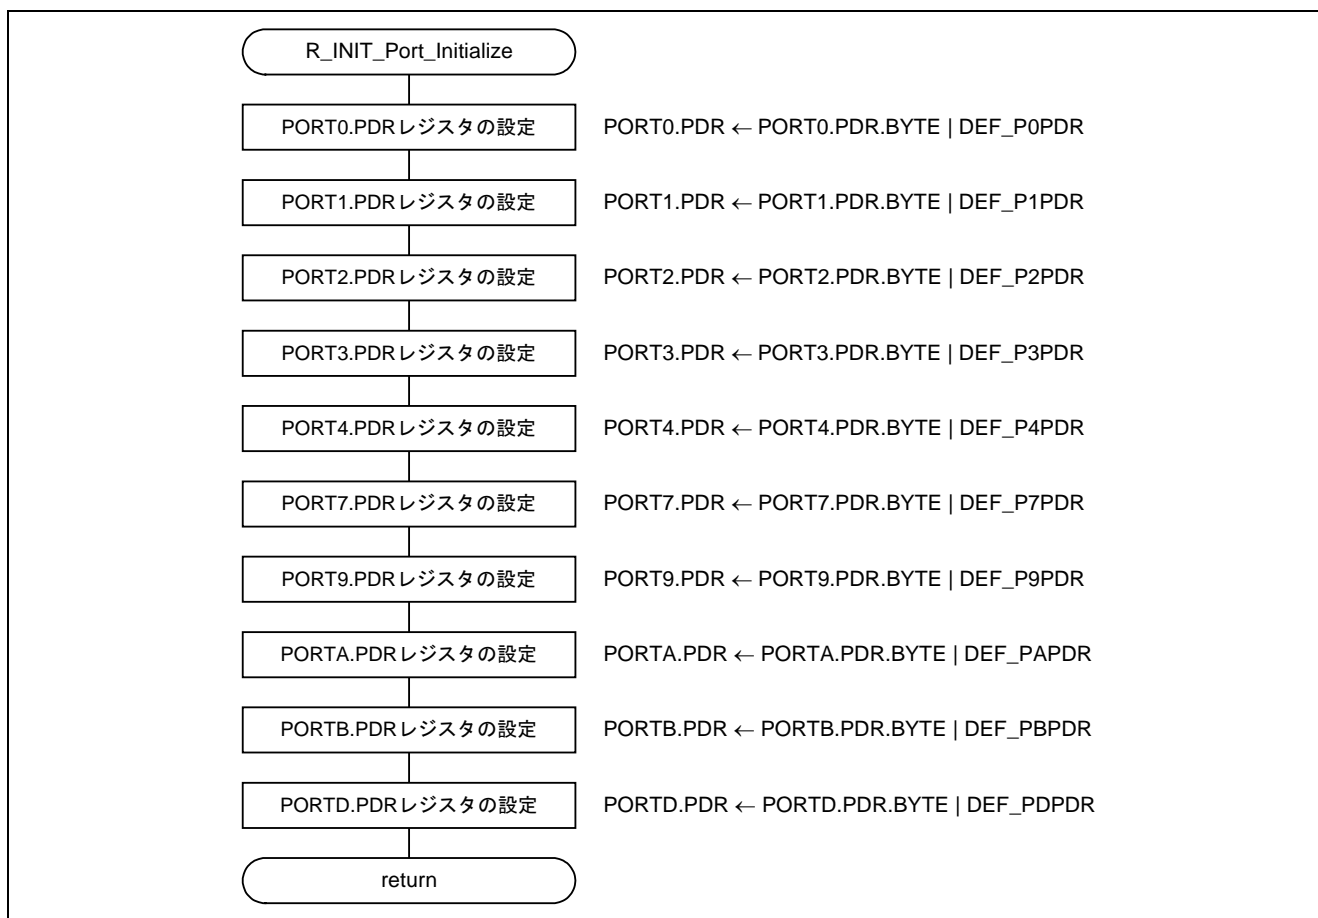 R_INIT_Port_Initialize
PORT0.PDRレジスタの設定 PORT0.PDR ← PORT0.PDR.BYTE | DEF_P0PDR
PORT1.PDRレジスタの設定 PORT1.PDR ← PORT1.PDR.BYTE | DEF_P1PDR
PORT2.PDRレジスタの設定 PORT2.PDR ← PORT2.PDR.BYTE | DEF_P2PDR
PORT3.PDRレジスタの設定 PORT3.PDR ← PORT3.PDR.BYTE | DEF_P3PDR
PORT4.PDRレジスタの設定 PORT4.PDR ← PORT4.PDR.BYTE | DEF_P4PDR
PORT7.PDRレジスタの設定 PORT7.PDR ← PORT7.PDR.BYTE | DEF_P7PDR
PORT9.PDRレジスタの設定 PORT9.PDR ← PORT9.PDR.BYTE | DEF_P9PDR
PORTA.PDRレジスタの設定 PORTA.PDR ← PORTA.PDR.BYTE | DEF_PAPDR
PORTB.PDRレジスタの設定 PORTB.PDR ← PORTB.PDR.BYTE | DEF_PBPDR
PORTD.PDRレジスタの設定 PORTD.PDR ← PORTD.PDR.BYTE | DEF_PDPDR
return